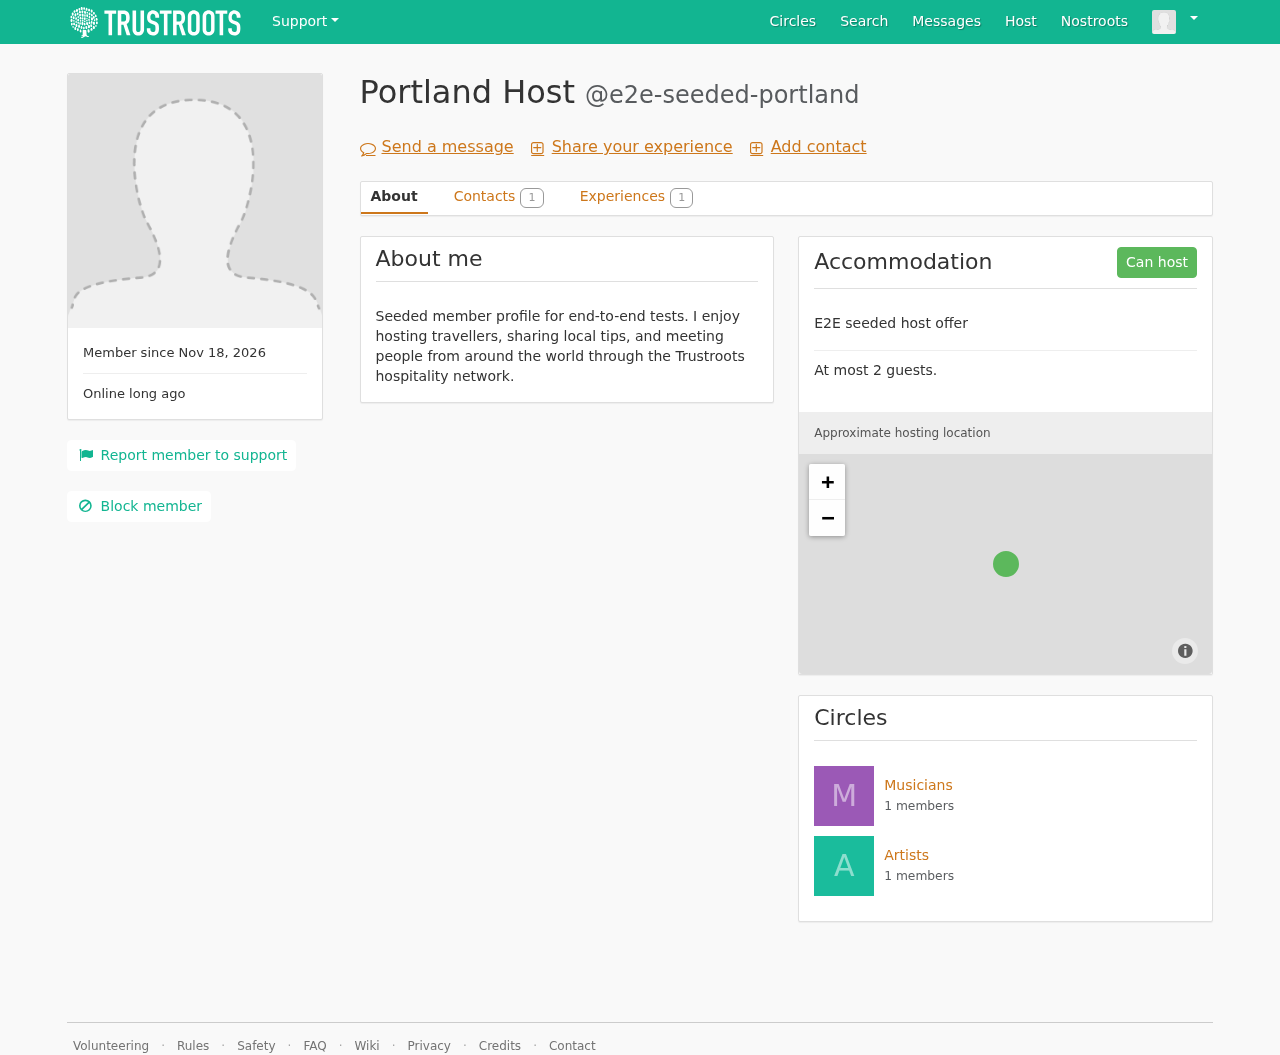 TRUSTROOTS Support Circles Search Messages Host Nostroots
Portland Host @e2e-seeded-portland
Send a message Share your experience Add contact
About Contacts 1 Experiences 1
Member since Nov 18, 2026
Online long ago
Report member to support
Block member
About me
Seeded member profile for end-to-end tests. I enjoy
hosting travellers, sharing local tips, and meeting
people from around the world through the Trustroots
hospitality network.
Accommodation Can host
E2E seeded host offer
At most 2 guests.
Approximate hosting location
+
−
Circles
M
Musicians
1 members
A
Artists
1 members
Volunteering · Rules · Safety · FAQ · Wiki · Privacy · Credits · Contact